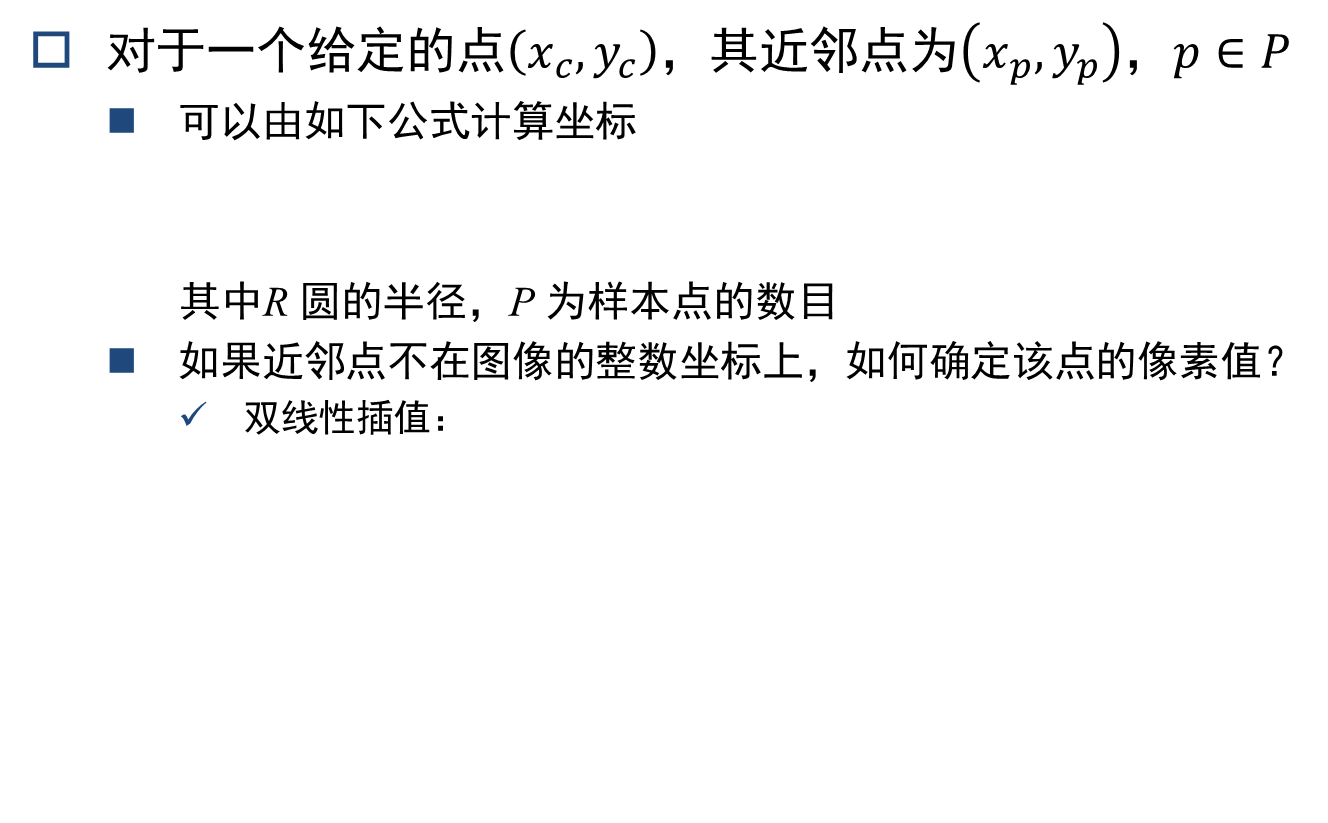 对于一个给定的点(x_c, y_c)，其近邻点为(x_p, y_p)，p ∈ P
可以由如下公式计算坐标
其中R 圆的半径，P 为样本点的数目
如果近邻点不在图像的整数坐标上，如何确定该点的像素值？
双线性插值：